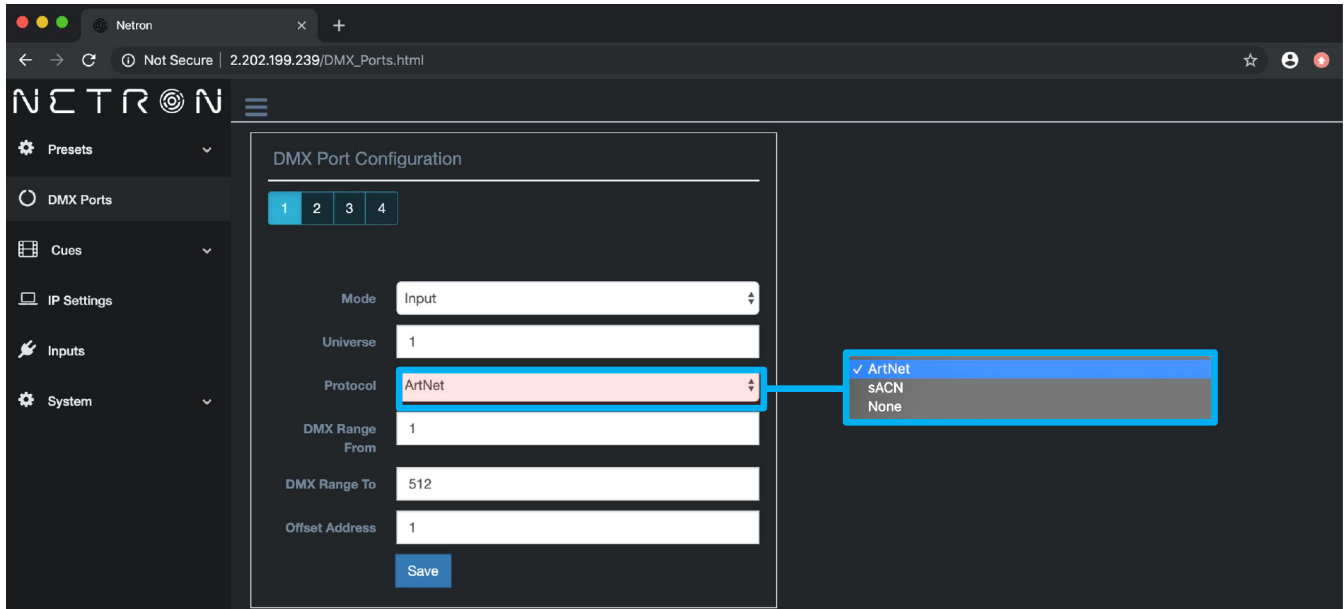 Netron
Not Secure | 2.202.199.239/DMX_Ports.html
NETRON
Presets
DMX Ports
Cues
IP Settings
Inputs
System
DMX Port Configuration
1 2 3 4
Mode Input
Universe 1
Protocol ArtNet
DMX Range
From
1
DMX Range To 512
Offset Address 1
Save
✓ ArtNet
sACN
None